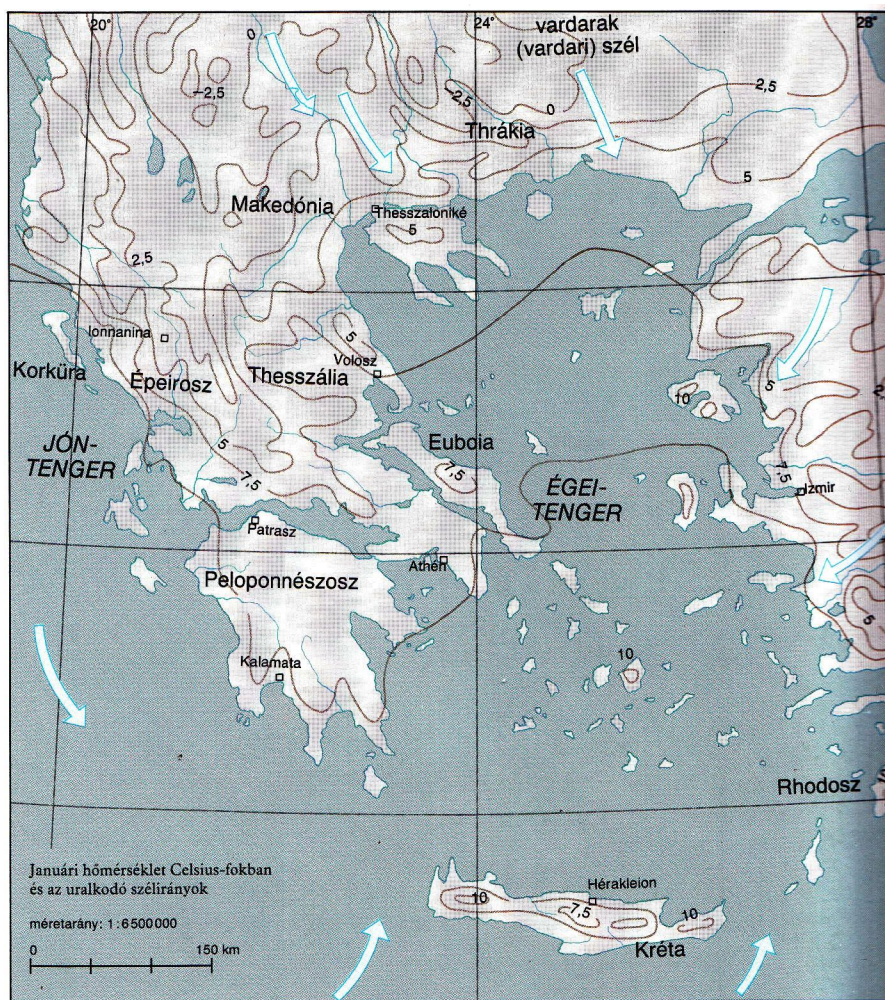 20°
24°
28°
vardarak
(vardari) szél
0
-2,5
-2,5
0
2,5
Thrákia
5
Makedónia
Thesszaloniké
5
2,5
Ionnanina
5
Volosz
Korküra
Épeirosz
Thesszália
10
5
JÓN-
TENGER
5
7,5
Euboia
7,5
ÉGEI-
TENGER
7,5
Izmir
Patrasz
Athén
Peloponnészosz
5
Kalamata
10
Rhodosz
10
Januári hőmérséklet Celsius-fokban
és az uralkodó szélirányok
méretarány: 1:6500000
0 150 km
10
Hérakleion
7,5
10
Kréta